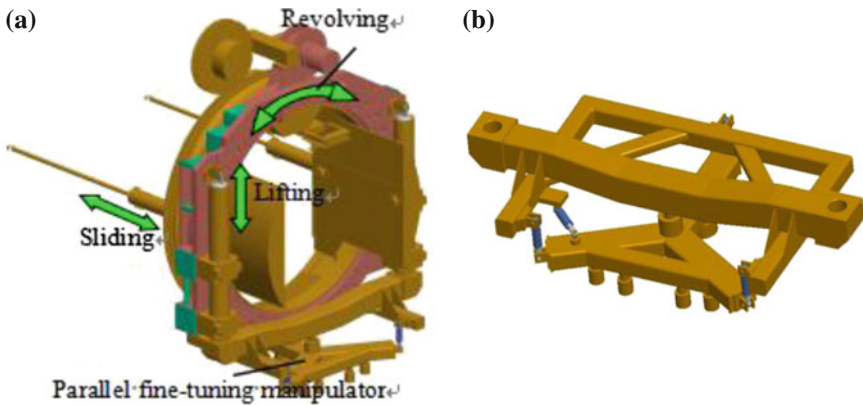 (a)
Revolving↵
Lifting↵
Sliding↵
Parallel fine-tuning manipulator↵
(b)